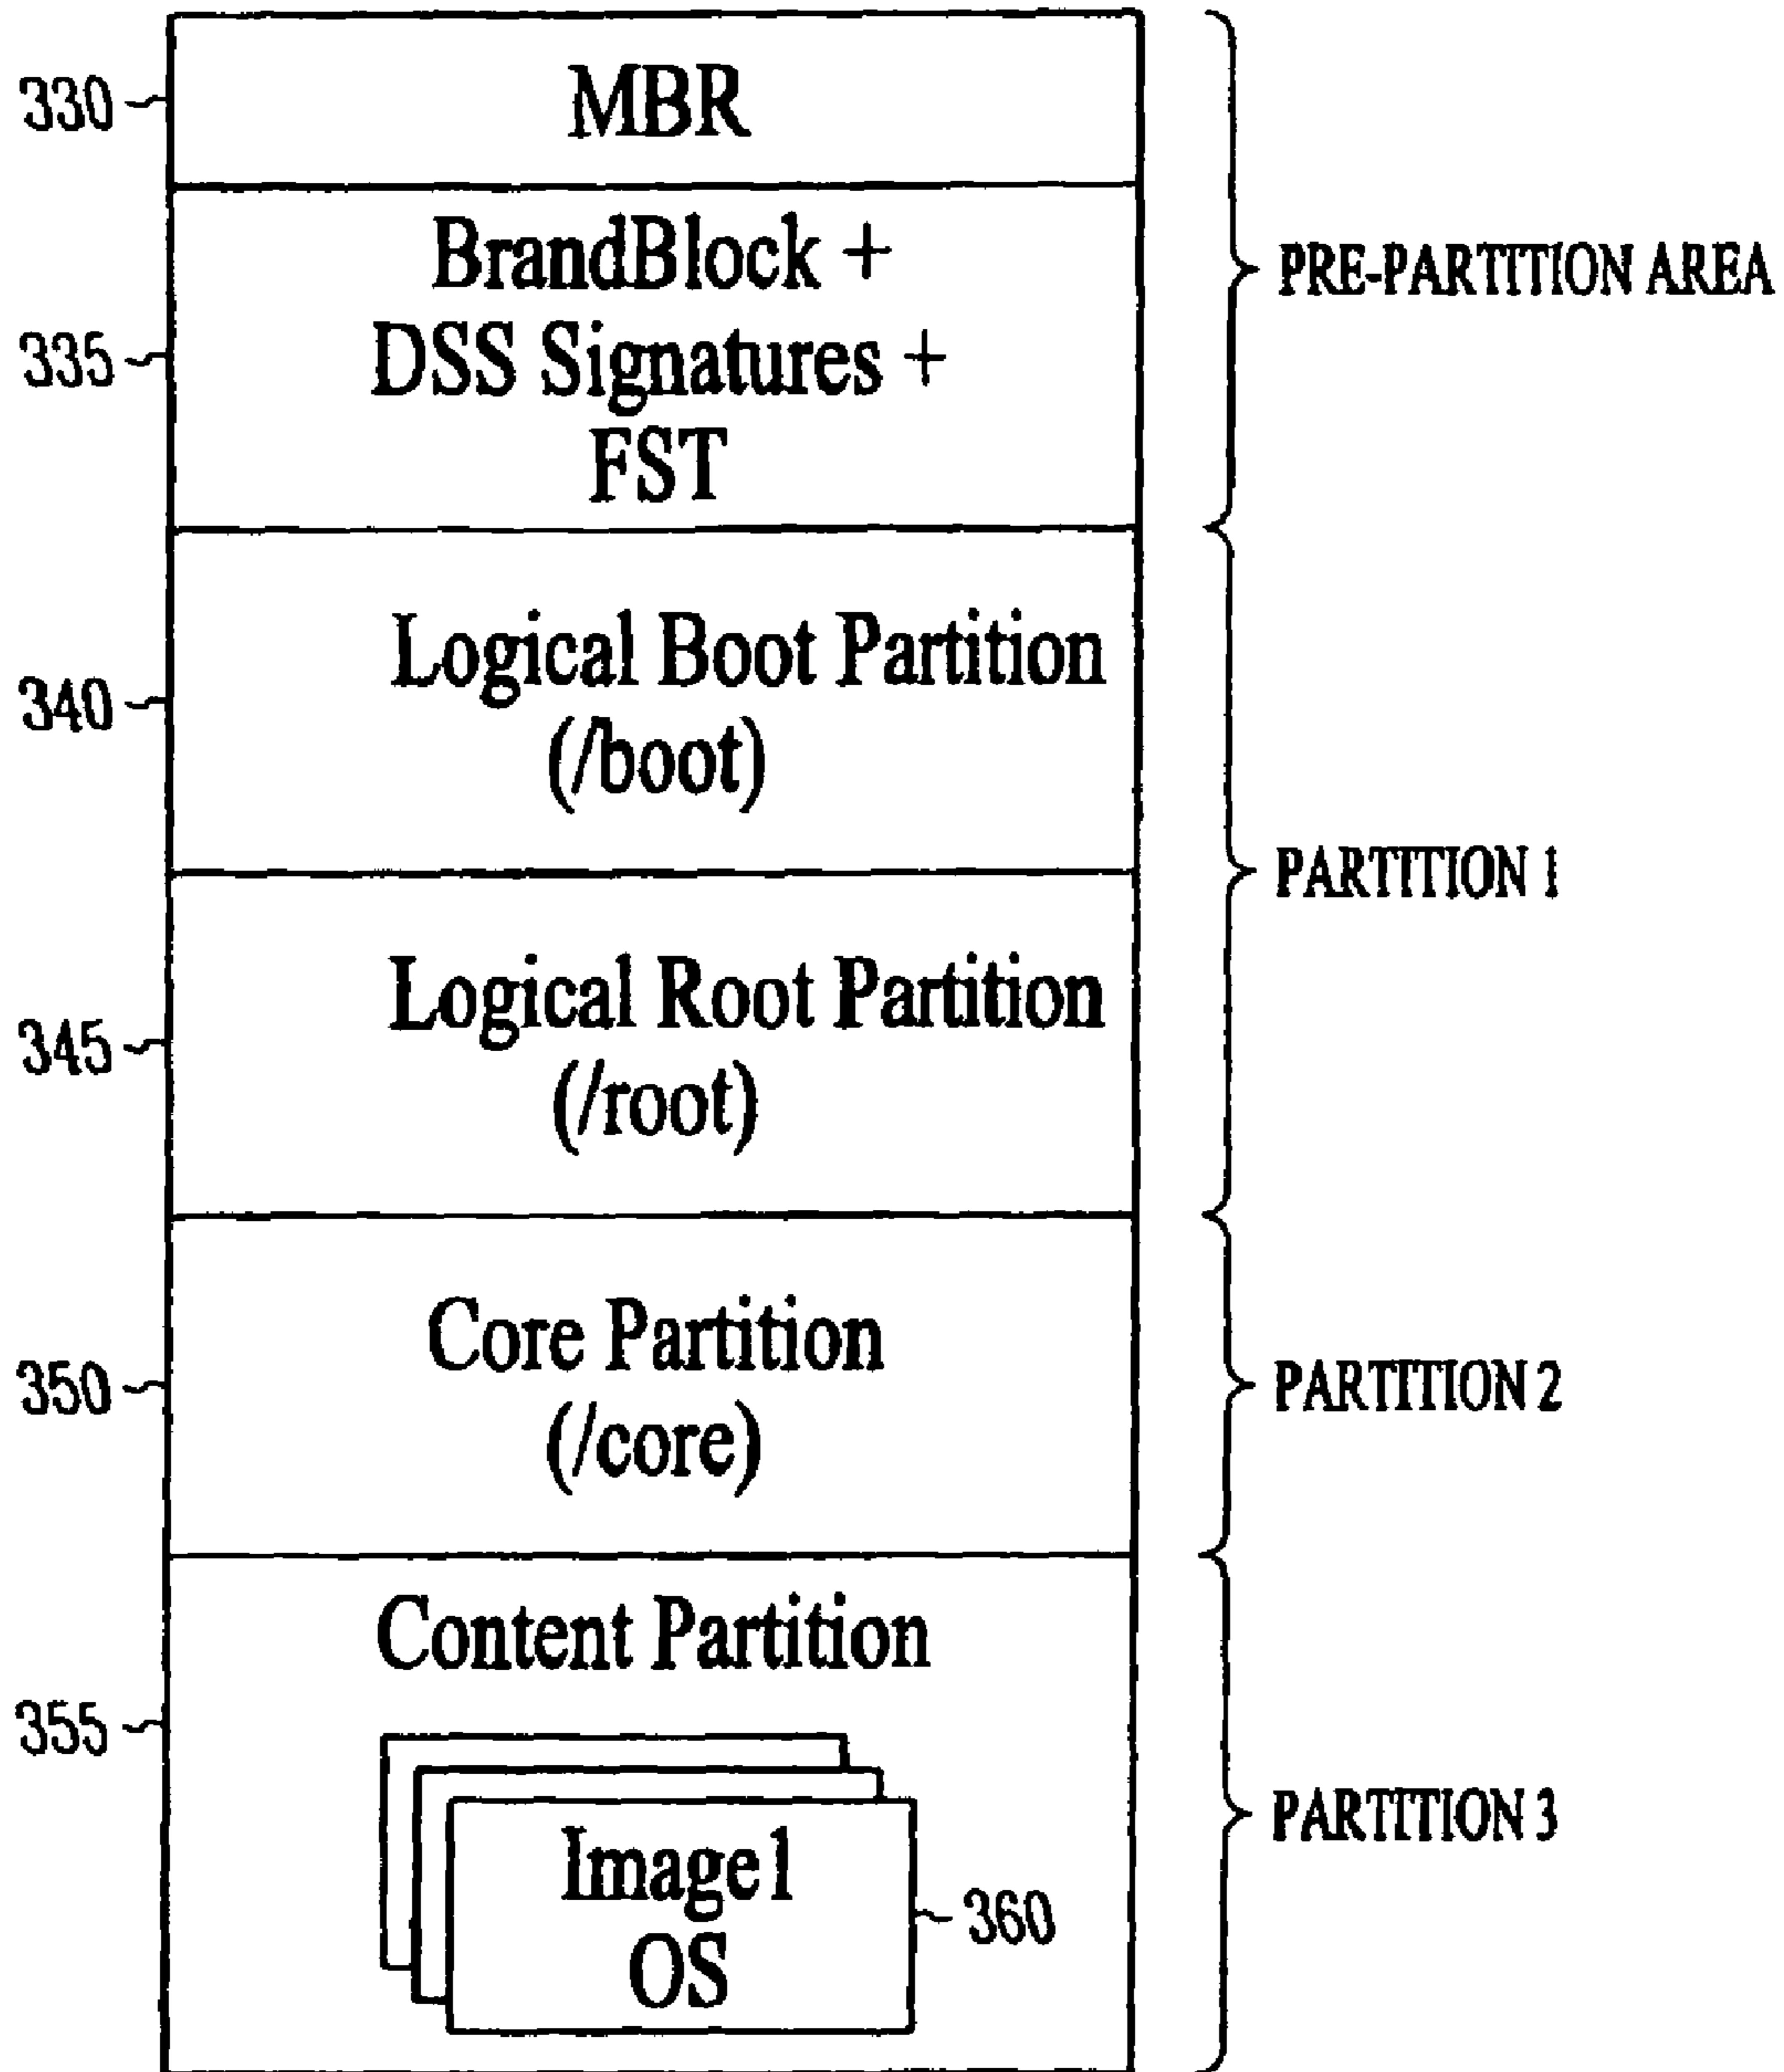 330
MBR
335
BrandBlock +
DSS Signatures +
FST
PRE-PARTITION AREA
340
Logical Boot Partition
(/boot)
345
Logical Root Partition
(/root)
PARTITION 1
350
Core Partition
(/core)
PARTITION 2
355
Content Partition
Image1
OS
360
PARTITION 3